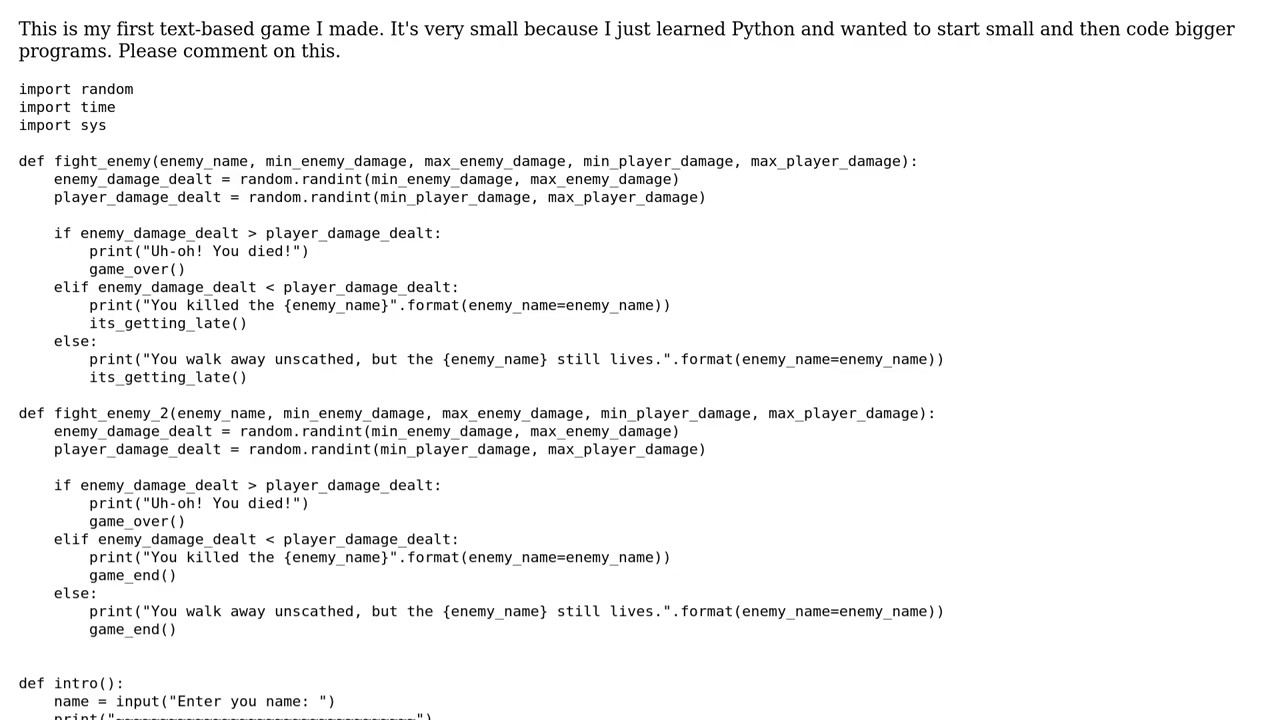 This is my first text-based game I made. It's very small because I just learned Python and wanted to start small and then code bigger
programs. Please comment on this.
import random
import time
import sys
def fight_enemy(enemy_name, min_enemy_damage, max_enemy_damage, min_player_damage, max_player_damage):
    enemy_damage_dealt = random.randint(min_enemy_damage, max_enemy_damage)
    player_damage_dealt = random.randint(min_player_damage, max_player_damage)
    if enemy_damage_dealt > player_damage_dealt:
        print("Uh-oh! You died!")
        game_over()
    elif enemy_damage_dealt < player_damage_dealt:
        print("You killed the {enemy_name}".format(enemy_name=enemy_name))
        its_getting_late()
    else:
        print("You walk away unscathed, but the {enemy_name} still lives.".format(enemy_name=enemy_name))
        its_getting_late()
def fight_enemy_2(enemy_name, min_enemy_damage, max_enemy_damage, min_player_damage, max_player_damage):
    enemy_damage_dealt = random.randint(min_enemy_damage, max_enemy_damage)
    player_damage_dealt = random.randint(min_player_damage, max_player_damage)
    if enemy_damage_dealt > player_damage_dealt:
        print("Uh-oh! You died!")
        game_over()
    elif enemy_damage_dealt < player_damage_dealt:
        print("You killed the {enemy_name}".format(enemy_name=enemy_name))
        game_end()
    else:
        print("You walk away unscathed, but the {enemy_name} still lives.".format(enemy_name=enemy_name))
        game_end()
def intro():
    name = input("Enter you name: ")